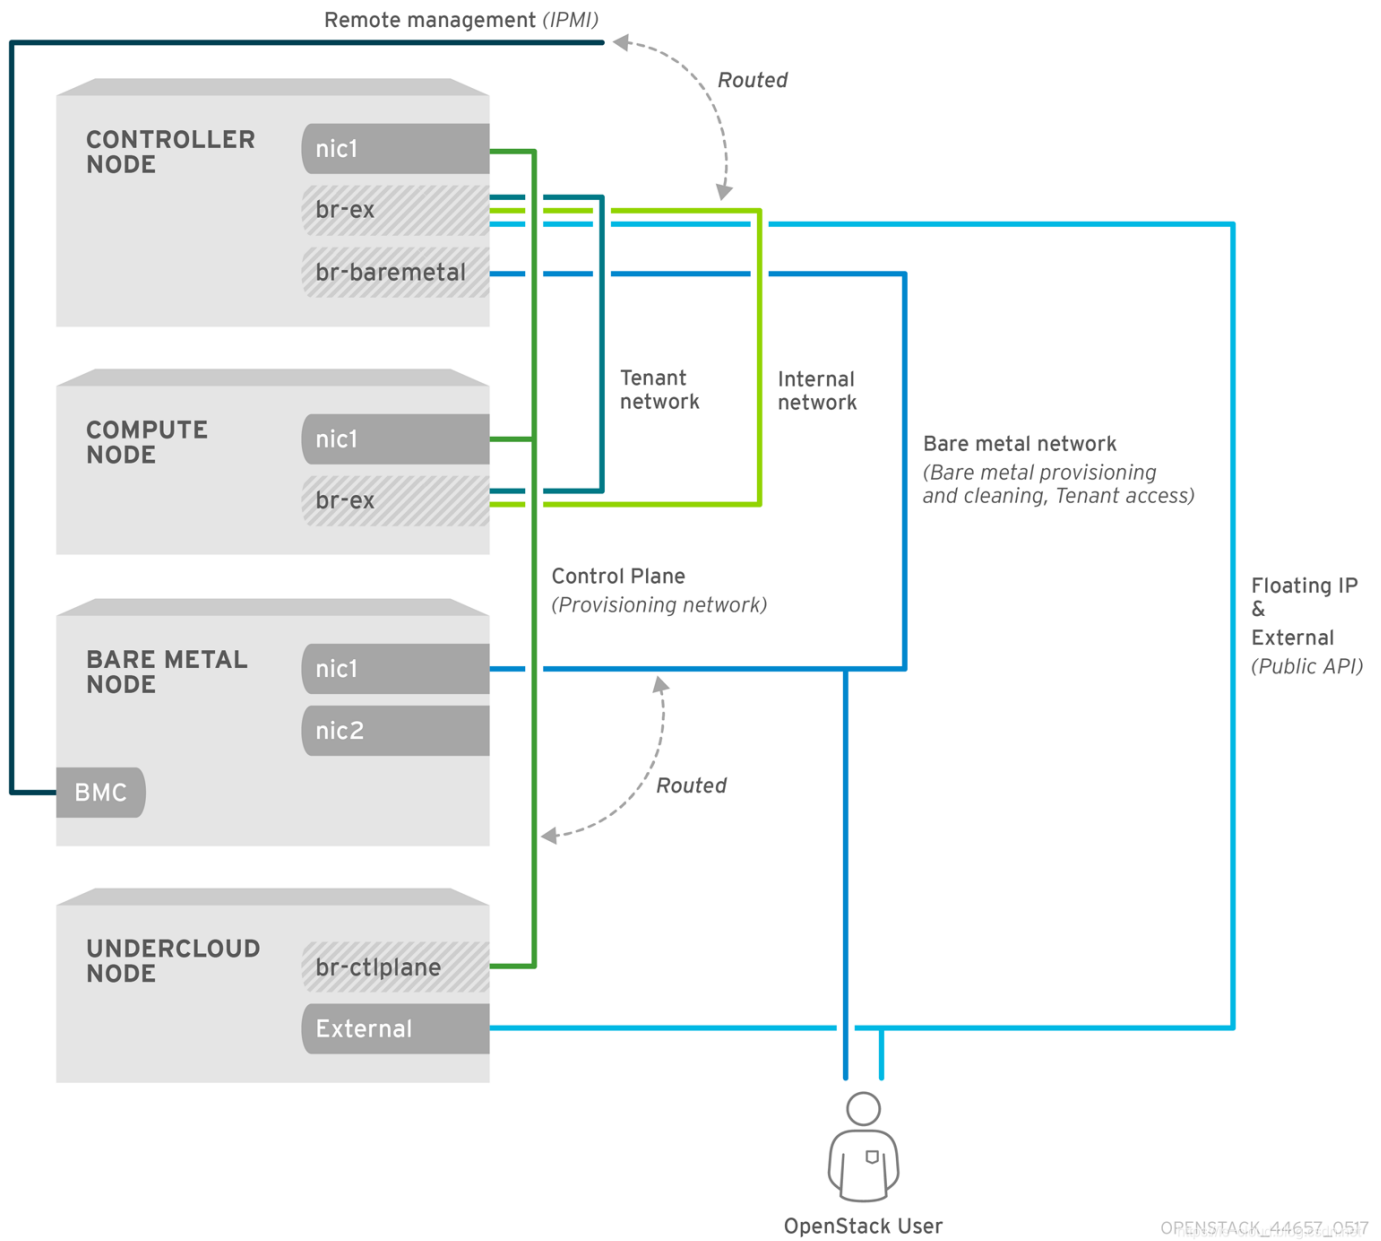 Remote management (IPMI)
Routed
CONTROLLER
NODE
nic1
br-ex
br-baremetal
Tenant
network
Internal
network
COMPUTE
NODE
nic1
br-ex
Bare metal network
(Bare metal provisioning
and cleaning, Tenant access)
Control Plane
(Provisioning network)
Floating IP
&
External
(Public API)
BARE METAL
NODE
nic1
nic2
BMC
Routed
UNDERCLOUD
NODE
br-ctlplane
External
OpenStack User
OPENSTACK_44657_0517